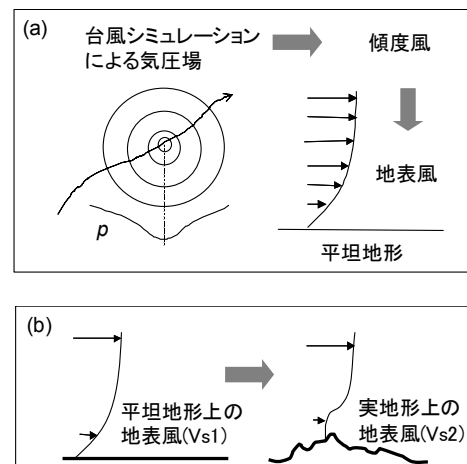 (a)
台風シミュレーション
による気圧場
傾度風
地表風
p
平坦地形
(b)
平坦地形上の
地表風(Vs1)
実地形上の
地表風(Vs2)